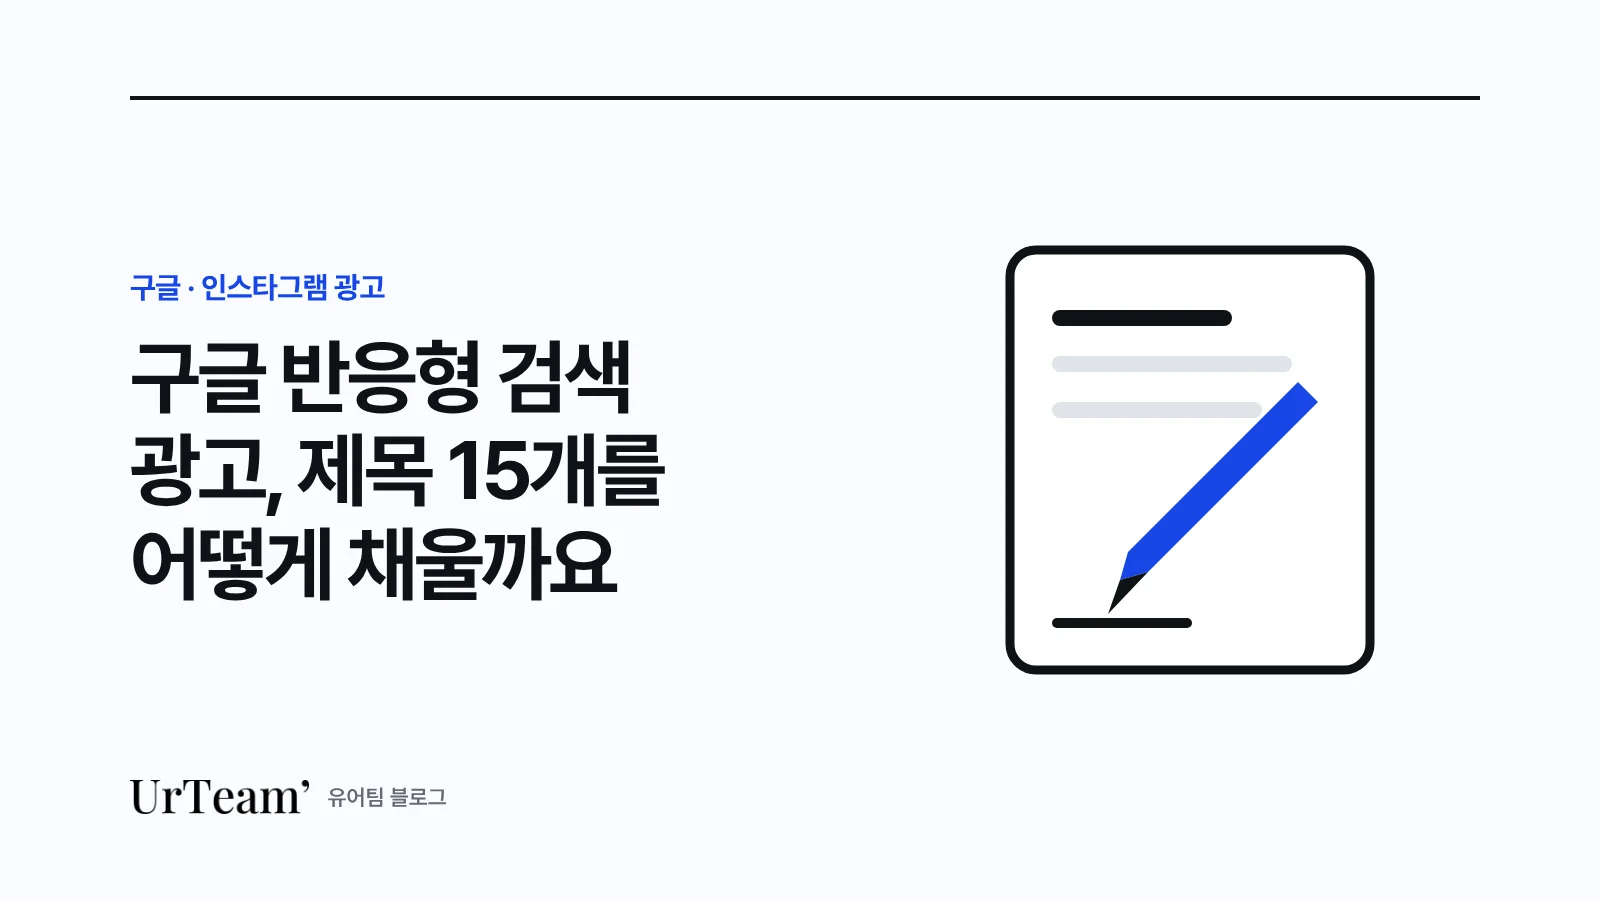 구글 · 인스타그램 광고
구글 반응형 검색
광고, 제목 15개를
어떻게 채울까요
UrTeam’ 유어팀 블로그